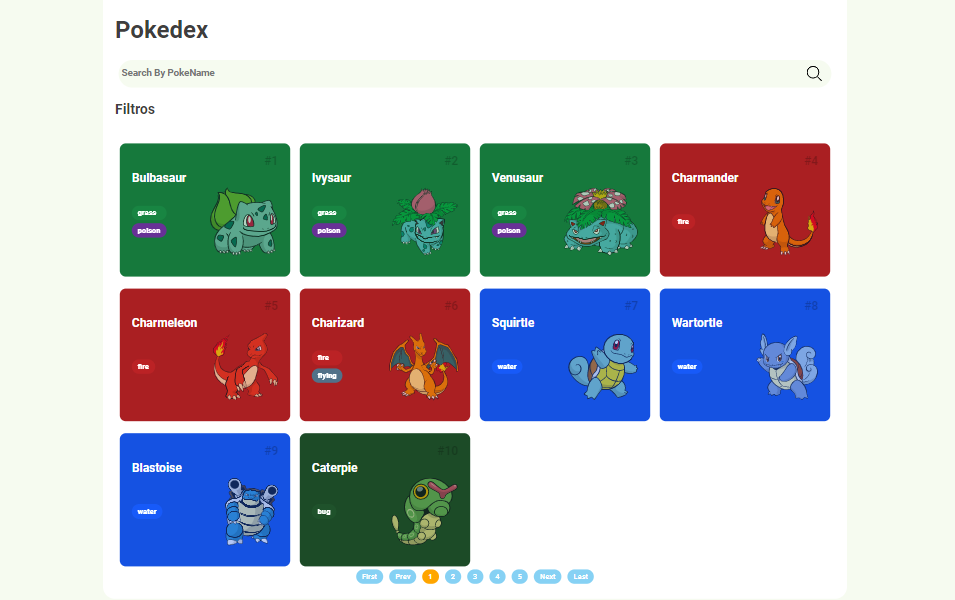 Pokedex
Search By PokeName
Filtros
#1
Bulbasaur
grass
poison
#2
Ivysaur
grass
poison
#3
Venusaur
grass
poison
#4
Charmander
fire
#5
Charmeleon
fire
#6
Charizard
fire
flying
#7
Squirtle
water
#8
Wartortle
water
#9
Blastoise
water
#10
Caterpie
bug
First Prev 1 2 3 4 5 Next Last